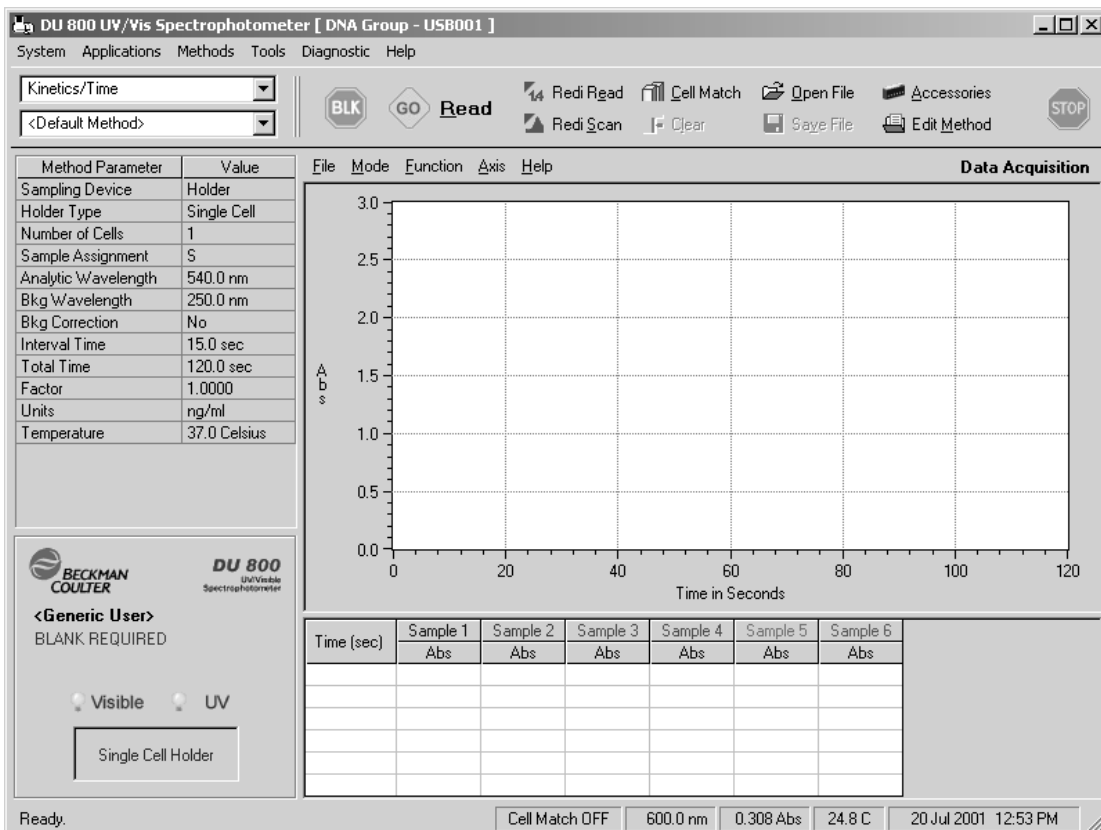 DU 800 UV/Vis Spectrophotometer [ DNA Group - USB001 ]
System Applications Methods Tools Diagnostic Help
Kinetics/Time
<Default Method>
BLK
GO
Read
Redi Read
Cell Match
Open File
Accessories
Redi Scan
Clear
Save File
Edit Method
STOP
Method Parameter Value
Sampling Device Holder
Holder Type Single Cell
Number of Cells 1
Sample Assignment S
Analytic Wavelength 540.0 nm
Bkg Wavelength 250.0 nm
Bkg Correction No
Interval Time 15.0 sec
Total Time 120.0 sec
Factor 1.0000
Units ng/ml
Temperature 37.0 Celsius
File Mode Function Axis Help
Data Acquisition
3.0
2.5
2.0
1.5
1.0
0.5
0.0
Abs
0 20 40 60 80 100 120
Time in Seconds
BECKMAN
COULTER
DU 800
UV/Visible
Spectrophotometer
<Generic User>
BLANK REQUIRED
Visible UV
Single Cell Holder
Time (sec) Sample 1 Sample 2 Sample 3 Sample 4 Sample 5 Sample 6
Abs Abs Abs Abs Abs Abs
Ready.
Cell Match OFF 600.0 nm 0.308 Abs 24.8 C 20 Jul 2001 12:53 PM